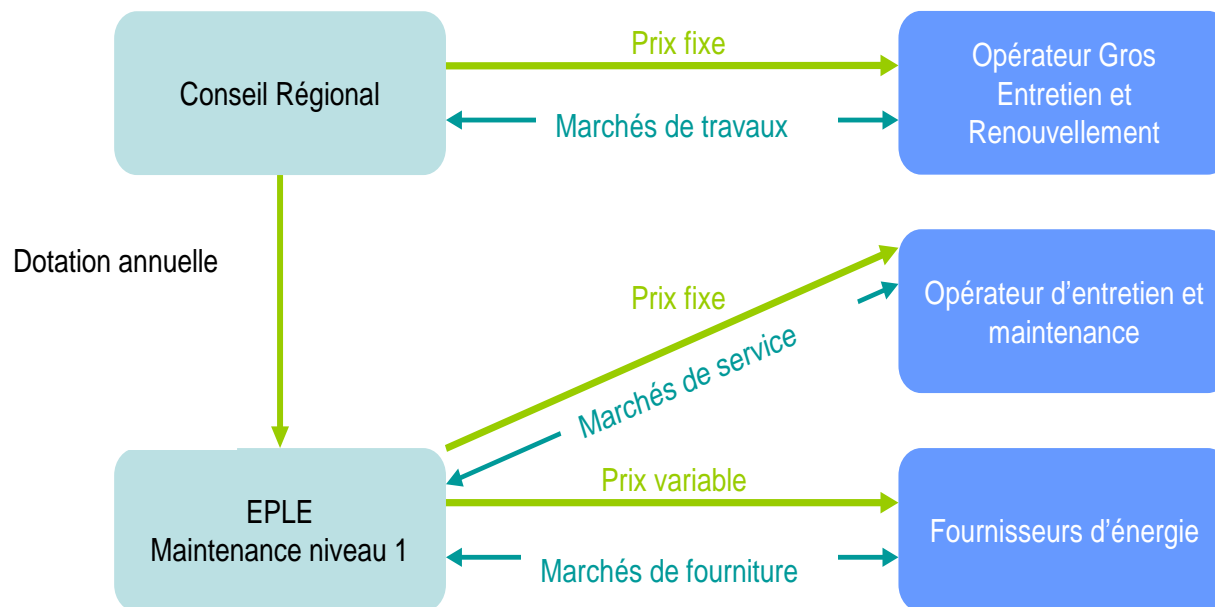 Conseil Régional
Prix fixe
Marchés de travaux
Opérateur Gros
Entretien et
Renouvellement
Dotation annuelle
Prix fixe
Marchés de service
Opérateur d'entretien et
maintenance
EPLE
Maintenance niveau 1
Prix variable
Marchés de fourniture
Fournisseurs d'énergie